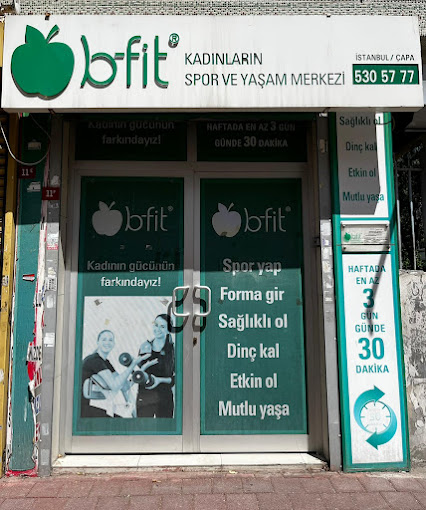 b-fit®
KADINLARIN
SPOR VE YAŞAM MERKEZİ
İSTANBUL / ÇAPA
530 57 77
Kadının gücünün
farkındayız!
HAFTADA EN AZ 3 GÜN
GÜNDE 30 DAKİKA
Sağlıklı ol
Dinç kal
Etkin ol
Mutlu yaşa
b-fit®
Kadının gücünün
farkındayız!
b-fit®
Spor yap
Forma gir
Sağlıklı ol
Dinç kal
Etkin ol
Mutlu yaşa
HAFTADA
EN AZ
3
GÜN
GÜNDE
30
DAKİKA